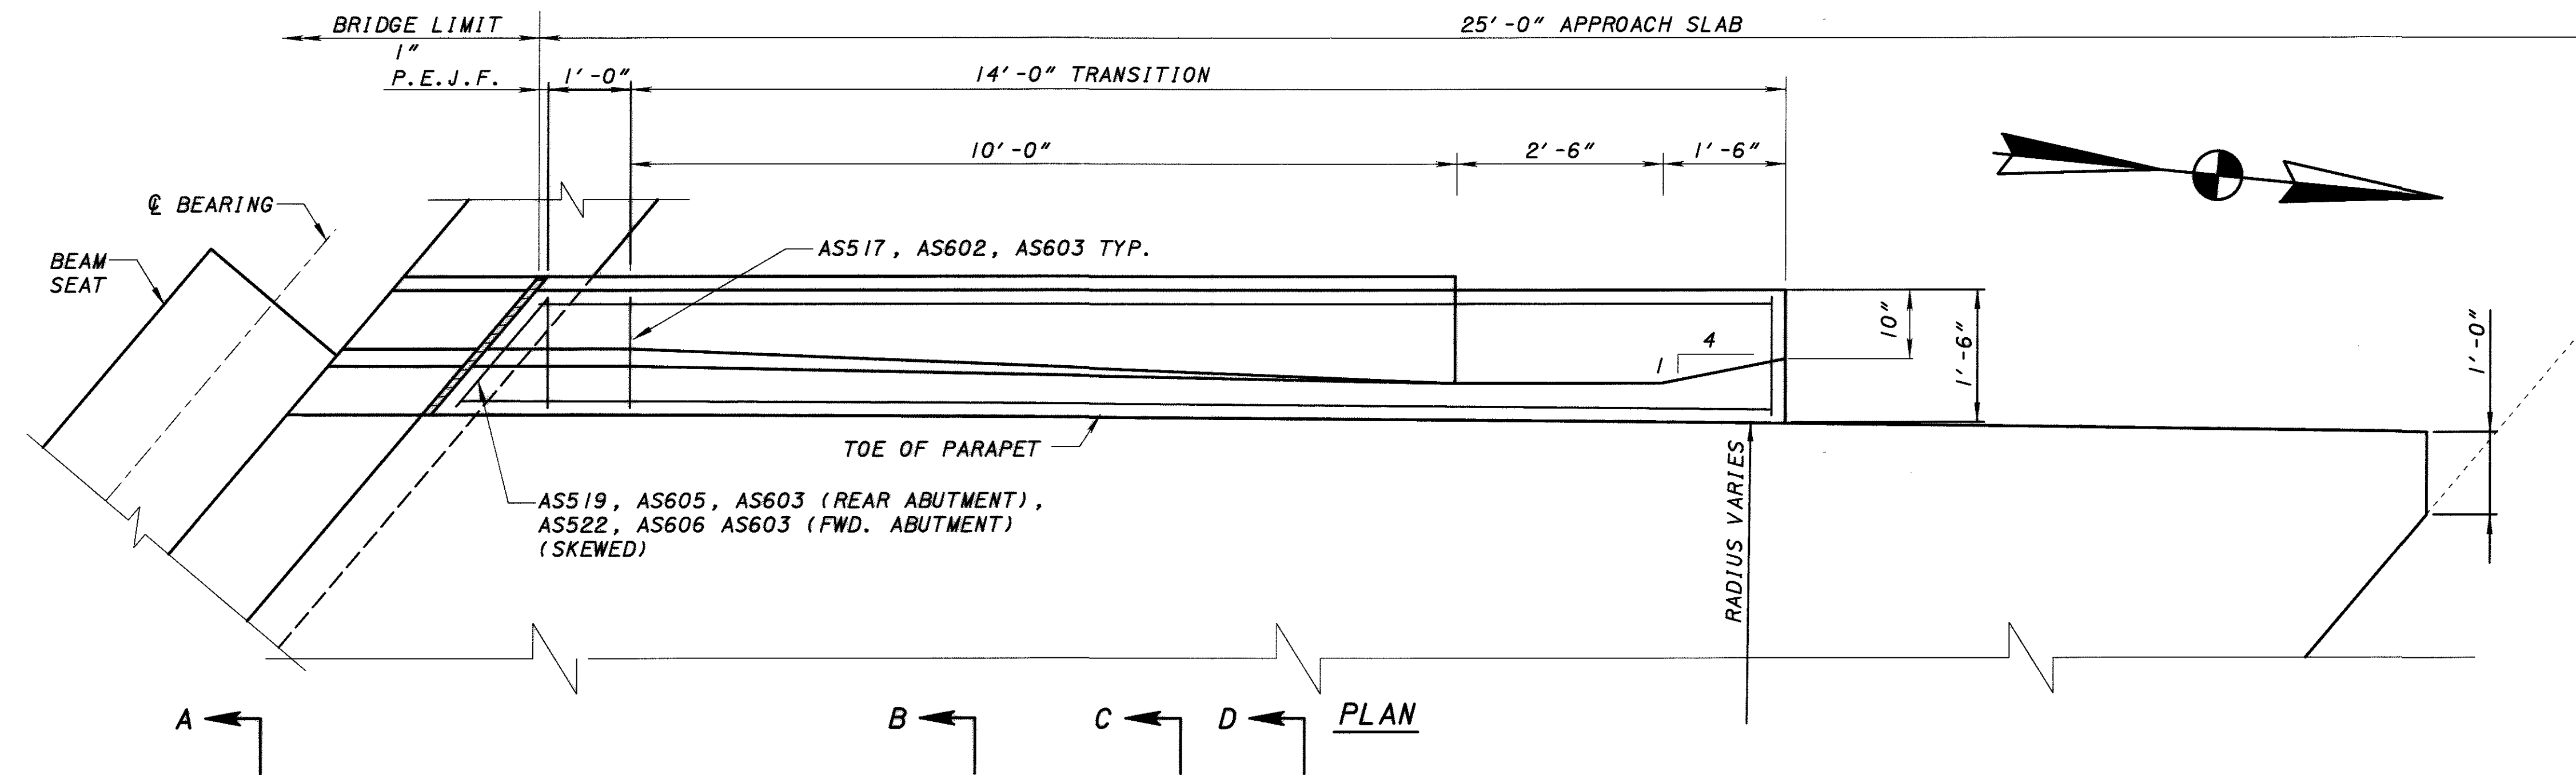 BRIDGE LIMIT
25'-0" APPROACH SLAB
1"
P.E.J.F.
1'-0"
14'-0" TRANSITION
10'-0"
2'-6"
1'-6"
℄ BEARING
BEAM
SEAT
AS517, AS602, AS603 TYP.
10"
1'-6"
1'-0"
4
1
TOE OF PARAPET
RADIUS VARIES
AS519, AS605, AS603 (REAR ABUTMENT),
AS522, AS606 AS603 (FWD. ABUTMENT)
(SKEWED)
A
B
C
D
PLAN